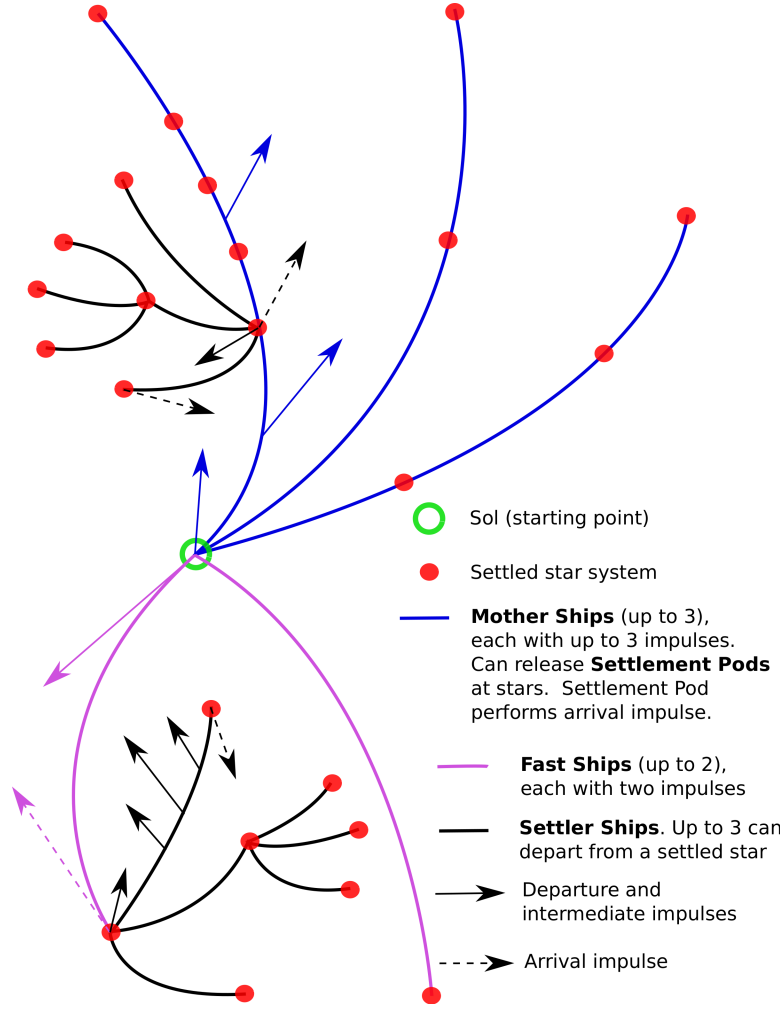 Sol (starting point)
Settled star system
Mother Ships (up to 3),
each with up to 3 impulses.
Can release Settlement Pods
at stars.  Settlement Pod
performs arrival impulse.
Fast Ships (up to 2),
each with two impulses
Settler Ships. Up to 3 can
depart from a settled star
Departure and
intermediate impulses
Arrival impulse